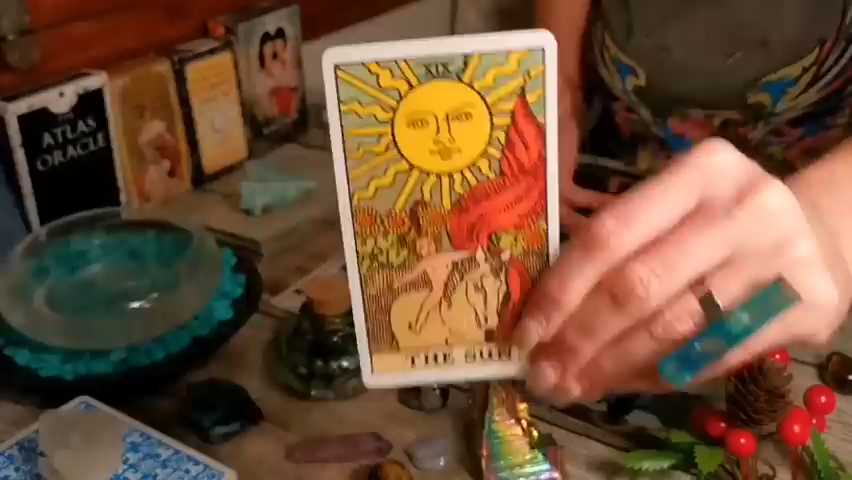 XIX
THE SUN
THE
ATLAS
ORACLE